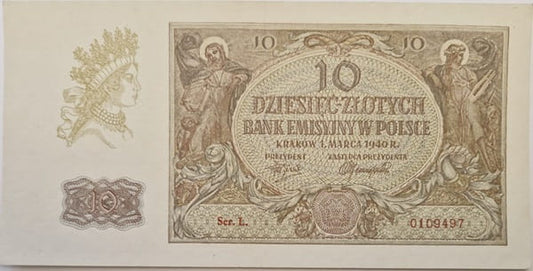 10 10
10
DZIESIĘĆ ZŁOTYCH
BANK EMISYJNY W POLSCE
KRAKÓW 1. MARCA 1940 R.
PREZYDENT ZASTĘPCA PREZYDENTA
Ser. L. 0109497
10